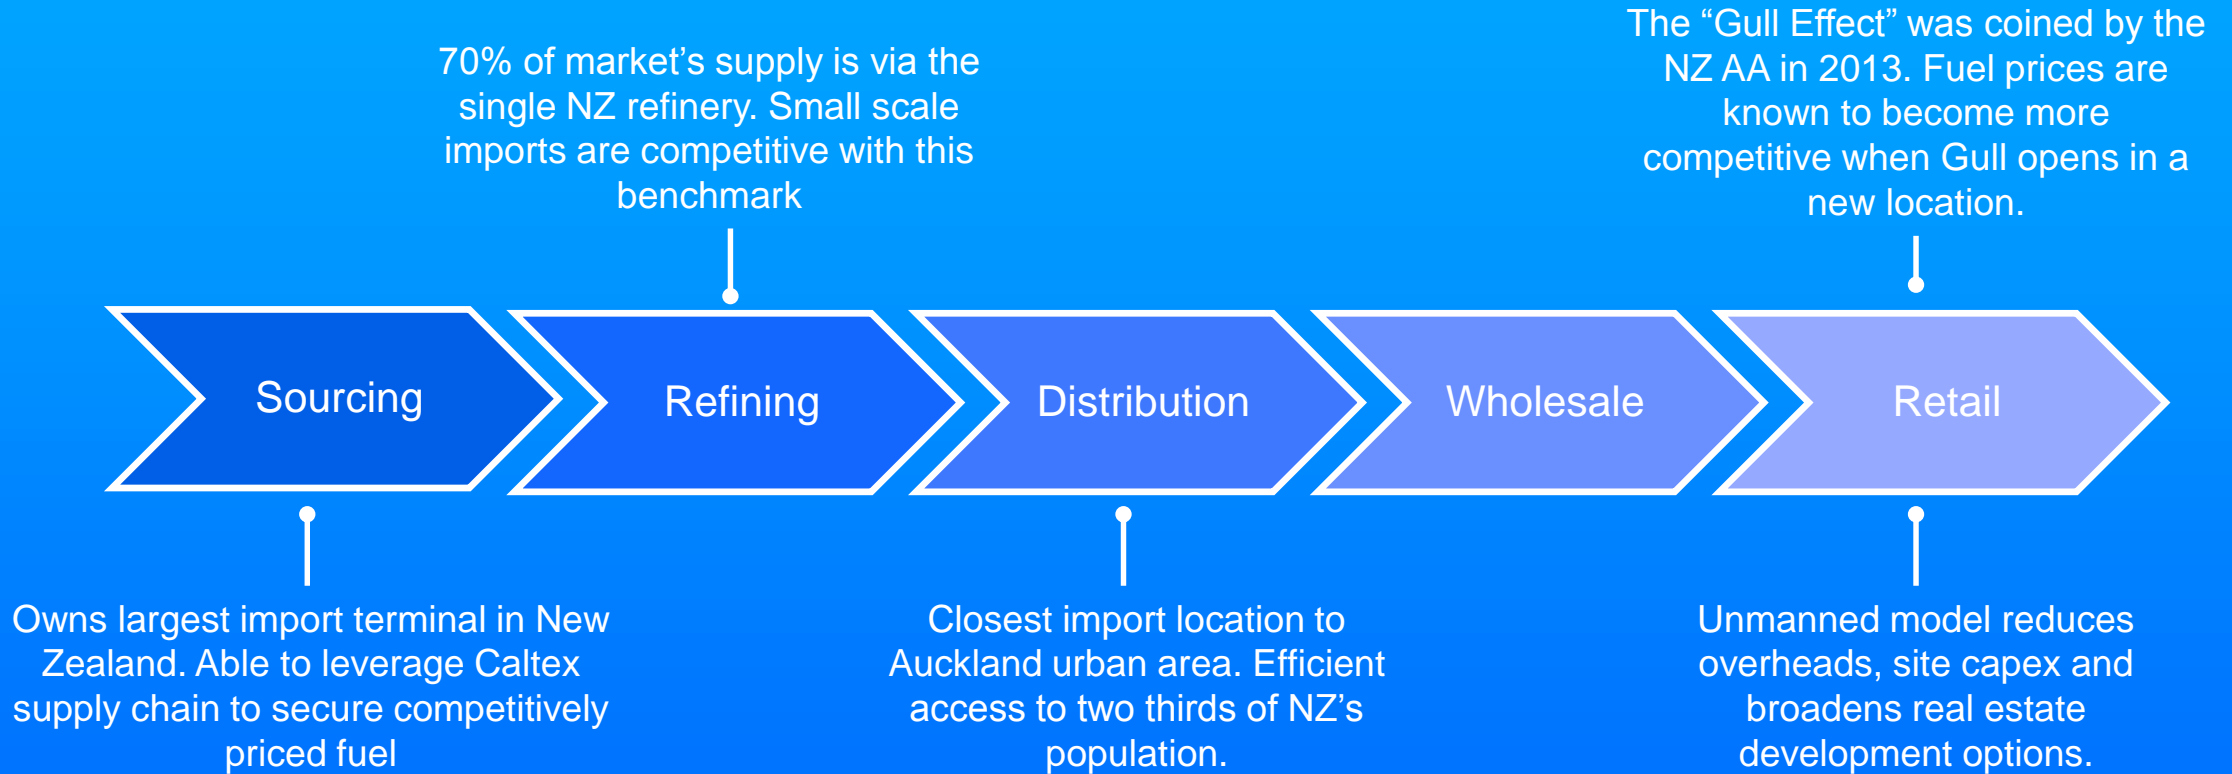 70% of market’s supply is via the
single NZ refinery. Small scale
imports are competitive with this
benchmark
The “Gull Effect” was coined by the
NZ AA in 2013. Fuel prices are
known to become more
competitive when Gull opens in a
new location.
Sourcing
Refining
Distribution
Wholesale
Retail
Owns largest import terminal in New
Zealand. Able to leverage Caltex
supply chain to secure competitively
priced fuel
Closest import location to
Auckland urban area. Efficient
access to two thirds of NZ’s
population.
Unmanned model reduces
overheads, site capex and
broadens real estate
development options.